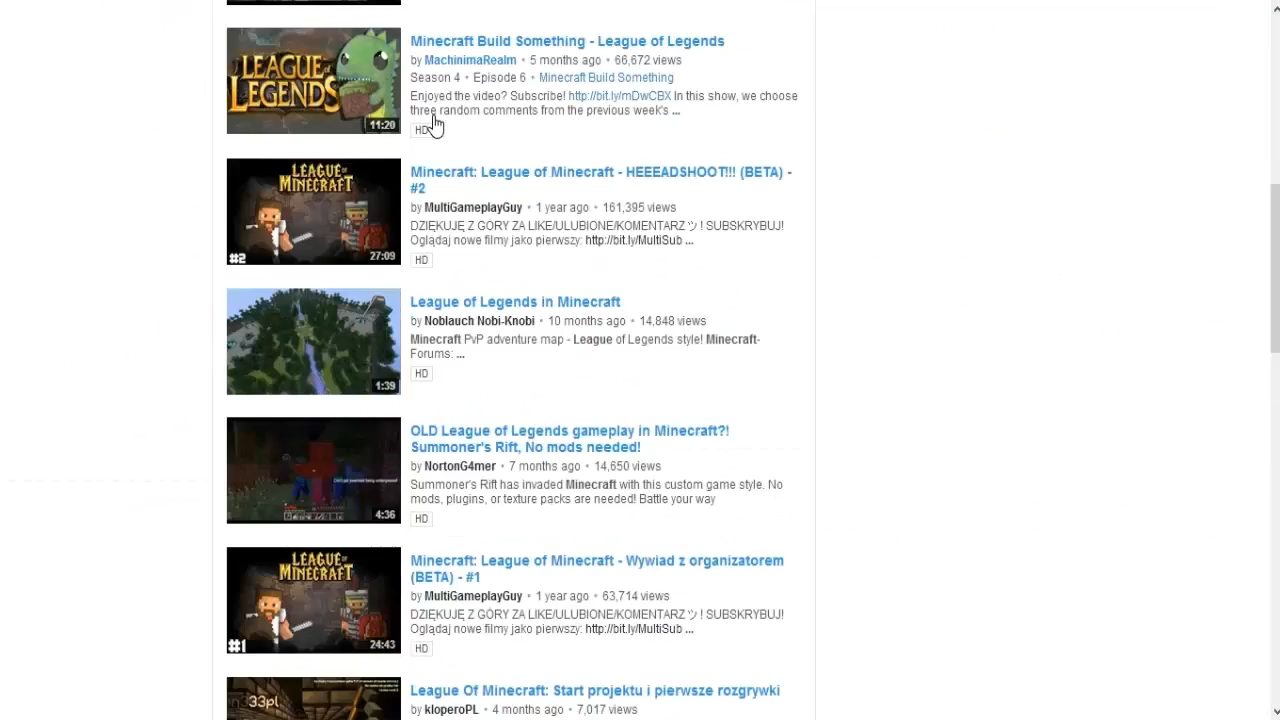 LEAGUE OF
LEGENDS
11:20
Minecraft Build Something - League of Legends
by MachinimaRealm • 5 months ago • 66,672 views
Season 4 • Episode 6 • Minecraft Build Something
Enjoyed the video? Subscribe! http://bit.ly/mDwCBX In this show, we choose
three random comments from the previous week's ...
HD
LEAGUE OF
MINECRAFT
#2
27:09
Minecraft: League of Minecraft - HEEEADSHOOT!!! (BETA) -
#2
by MultiGameplayGuy • 1 year ago • 161,395 views
DZIĘKUJĘ Z GÓRY ZA LIKE/ULUBIONE/KOMENTARZ ツ ! SUBSKRYBUJ!
Oglądaj nowe filmy jako pierwszy: http://bit.ly/MultiSub ...
HD
1:39
League of Legends in Minecraft
by Noblauch Nobi-Knobi • 10 months ago • 14,848 views
Minecraft PvP adventure map - League of Legends style! Minecraft-
Forums: ...
HD
4:36
OLD League of Legends gameplay in Minecraft?!
Summoner's Rift, No mods needed!
by NortonG4mer • 7 months ago • 14,650 views
Summoner's Rift has invaded Minecraft with this custom game style. No
mods, plugins, or texture packs are needed! Battle your way
HD
LEAGUE OF
MINECRAFT
#1
24:43
Minecraft: League of Minecraft - Wywiad z organizatorem
(BETA) - #1
by MultiGameplayGuy • 1 year ago • 63,714 views
DZIĘKUJĘ Z GÓRY ZA LIKE/ULUBIONE/KOMENTARZ ツ ! SUBSKRYBUJ!
Oglądaj nowe filmy jako pierwszy: http://bit.ly/MultiSub ...
HD
33pl
League Of Minecraft: Start projektu i pierwsze rozgrywki
by kloperoPL • 4 months ago • 7,017 views